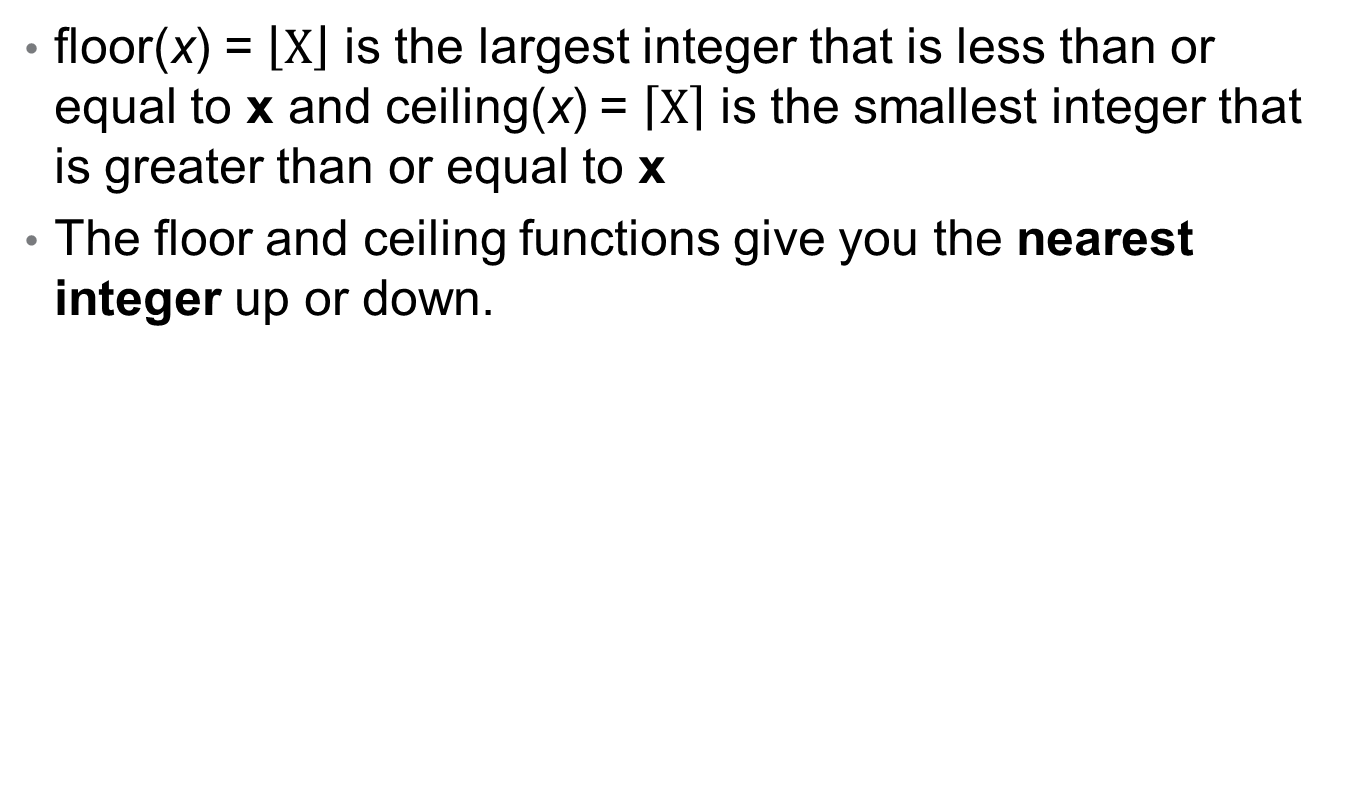 • floor(x) = ⌊X⌋ is the largest integer that is less than or
equal to x and ceiling(x) = ⌈X⌉ is the smallest integer that
is greater than or equal to x
• The floor and ceiling functions give you the nearest
integer up or down.